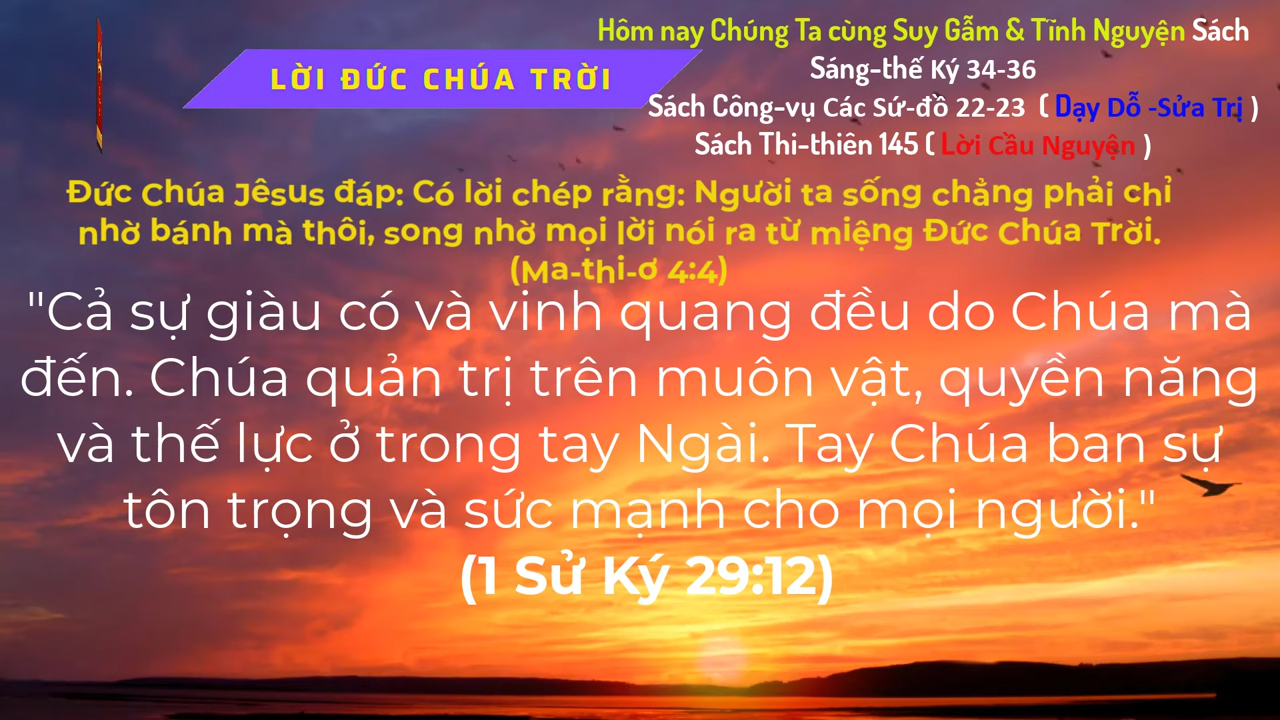 Hôm nay Chúng Ta cùng Suy Gẫm & Tĩnh Nguyện Sách
Sáng-thế Ký 34-36
Sách Công-vụ Các Sứ-đồ 22-23 ( Dạy Dỗ -Sửa Trị )
Sách Thi-thiên 145 ( Lời Cầu Nguyện )
LỜI ĐỨC CHÚA TRỜI
Đức Chúa Jêsus đáp: Có lời chép rằng: Người ta sống chẳng phải chỉ
nhờ bánh mà thôi, song nhờ mọi lời nói ra từ miệng Đức Chúa Trời.
(Ma-thi-ơ 4:4)
"Cả sự giàu có và vinh quang đều do Chúa mà
đến. Chúa quản trị trên muôn vật, quyền năng
và thế lực ở trong tay Ngài. Tay Chúa ban sự
tôn trọng và sức mạnh cho mọi người."
(1 Sử Ký 29:12)